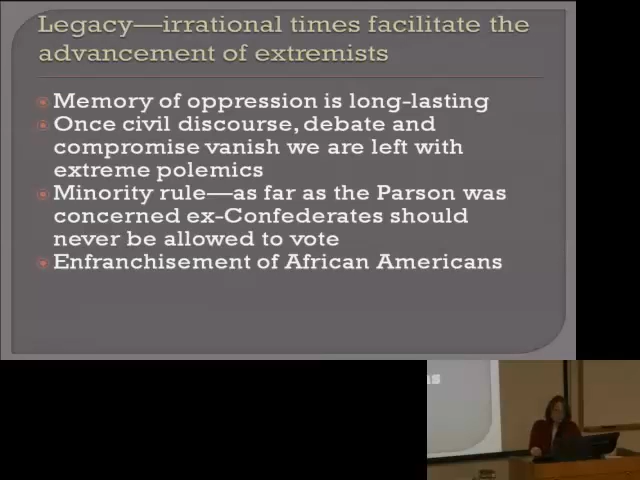 Legacy—irrational times facilitate the
advancement of extremists
Memory of oppression is long-lasting
Once civil discourse, debate and
compromise vanish we are left with
extreme polemics
Minority rule—as far as the Parson was
concerned ex-Confederates should
never be allowed to vote
Enfranchisement of African Americans